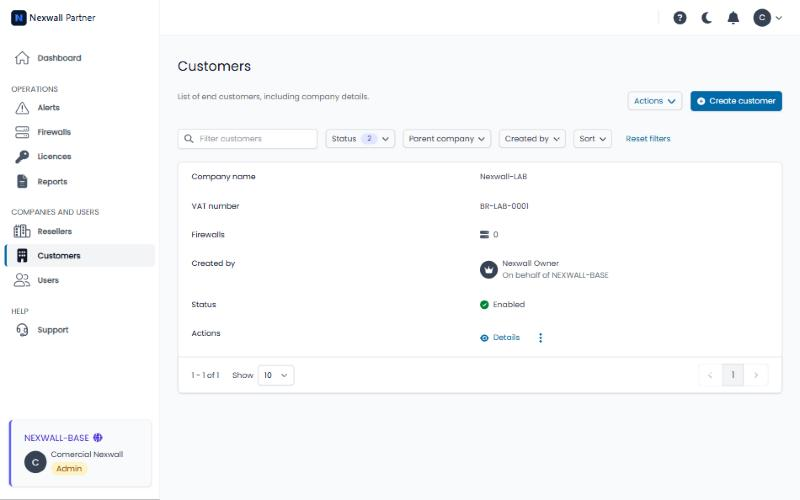 N Nexwall Partner
C
Dashboard
OPERATIONS
Alerts
Firewalls
Licences
Reports
COMPANIES AND USERS
Resellers
Customers
Users
HELP
Support
NEXWALL-BASE
C
Comercial Nexwall
Admin
Customers
List of end customers, including company details.
Actions
Create customer
Filter customers
Status 2
Parent company
Created by
Sort
Reset filters
Company name
Nexwall-LAB
VAT number
BR-LAB-0001
Firewalls
0
Created by
Nexwall Owner
On behalf of NEXWALL-BASE
Status
Enabled
Actions
Details
1 - 1 of 1
Show
10
1